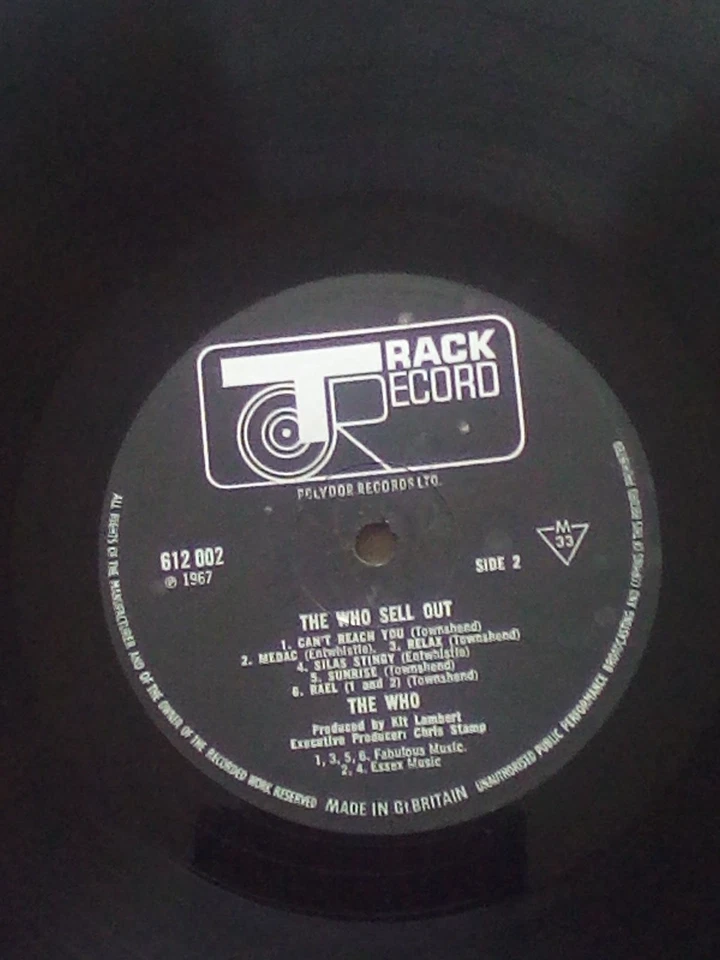 TRACK
RECORD
POLYDOR RECORDS LTD.
612 002
℗ 1967
SIDE 2
M
33
THE WHO SELL OUT
1. CAN'T REACH YOU (Townshend)
2. MEDAC (Entwhistle). 3. RELAX (Townshend)
4. SILAS STINGY (Entwhistle)
5. SUNRISE (Townshend)
6. RAEL (1 and 2) (Townshend)
THE WHO
Produced by Kit Lambert
Executive Producer: Chris Stamp
1, 3, 5, 6. Fabulous Music.
2, 4. Essex Music
ALL RIGHTS OF THE MANUFACTURER AND OF THE OWNER OF THE RECORDED WORK RESERVED MADE IN Gt. BRITAIN UNAUTHORISED PUBLIC PERFORMANCE BROADCASTING AND COPYING OF THIS RECORD PROHIBITED